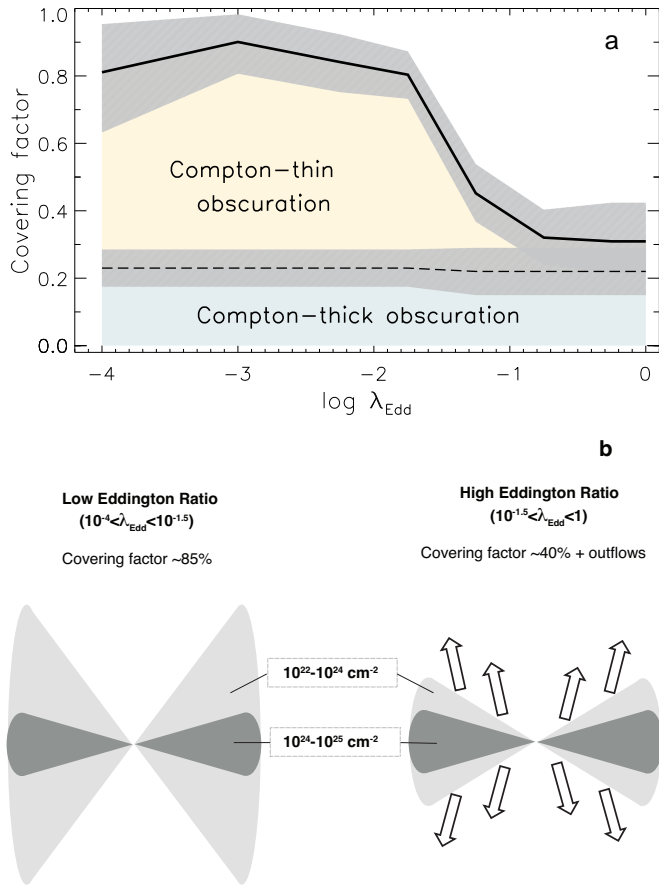 a
1.0
0.8
0.6
0.4
0.2
0.0
Covering factor
Compton-thin
obscuration
Compton-thick obscuration
−4
−3
−2
−1
0
log λEdd
b
Low Eddington Ratio
(10⁻⁴<λEdd<10⁻¹·⁵)
Covering factor ~85%
High Eddington Ratio
(10⁻¹·⁵<λEdd<1)
Covering factor ~40% + outflows
10²²-10²⁴ cm⁻²
10²⁴-10²⁵ cm⁻²